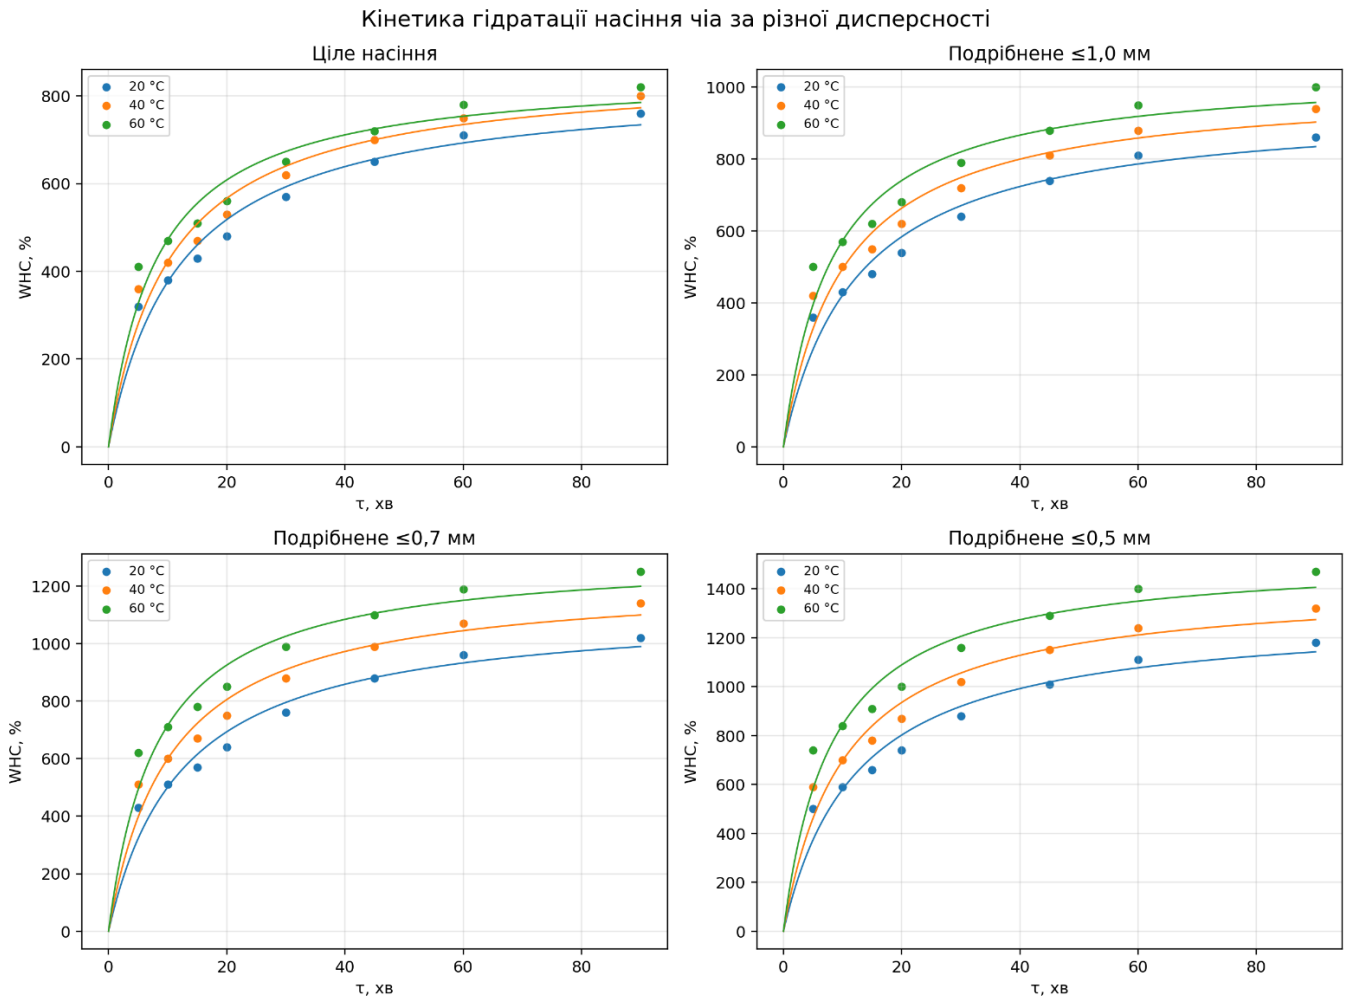 Кінетика гідратації насіння чіа за різної дисперсності
Ціле насіння
20 °C
40 °C
60 °C
WHC, %
800
600
400
200
0
0 20 40 60 80
τ, хв
Подрібнене ≤1,0 мм
20 °C
40 °C
60 °C
WHC, %
1000
800
600
400
200
0
0 20 40 60 80
τ, хв
Подрібнене ≤0,7 мм
20 °C
40 °C
60 °C
WHC, %
1200
1000
800
600
400
200
0
0 20 40 60 80
τ, хв
Подрібнене ≤0,5 мм
20 °C
40 °C
60 °C
WHC, %
1400
1200
1000
800
600
400
200
0
0 20 40 60 80
τ, хв